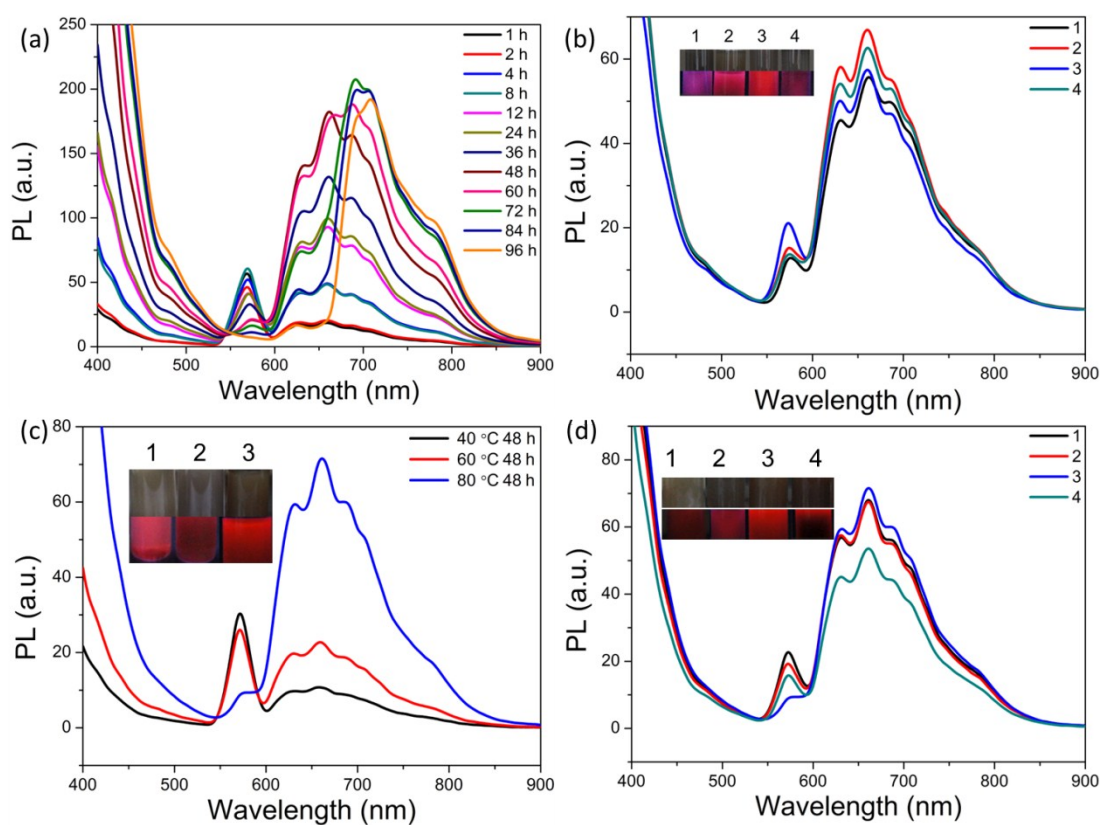 (a)
250
200
150
100
50
0
400 500 600 700 800 900
PL (a.u.)
Wavelength (nm)
1 h
2 h
4 h
8 h
12 h
24 h
36 h
48 h
60 h
72 h
84 h
96 h
(b)
60
40
20
0
400 500 600 700 800 900
PL (a.u.)
Wavelength (nm)
1 2 3 4
1
2
3
4
(c)
80
60
40
20
0
400 500 600 700 800 900
PL (a.u.)
Wavelength (nm)
1 2 3
40 °C 48 h
60 °C 48 h
80 °C 48 h
(d)
80
60
40
20
0
400 500 600 700 800 900
PL (a.u.)
Wavelength (nm)
1 2 3 4
1
2
3
4